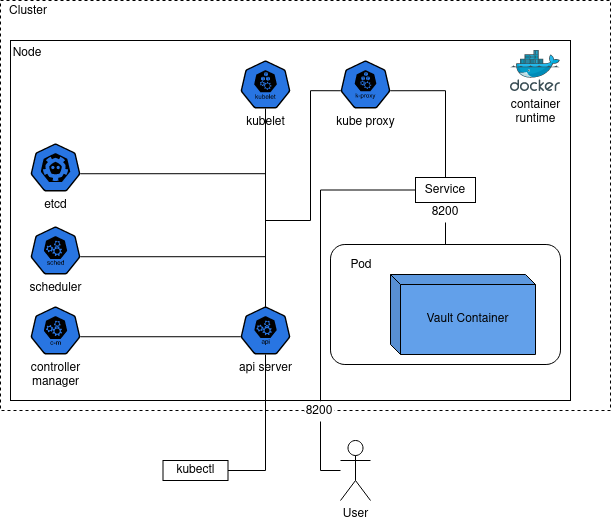 Cluster
Node
docker
container
runtime
kubelet
kubelet
k-proxy
kube proxy
etcd
Service
8200
sched
scheduler
Pod
Vault Container
c-m
controller
manager
api
api server
8200
kubectl
User